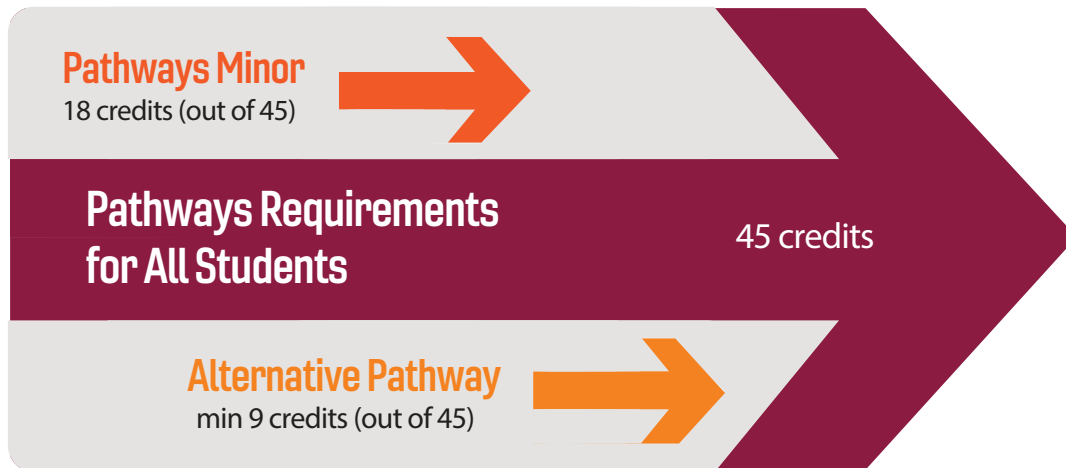 Pathways Minor
18 credits (out of 45)
Pathways Requirements
for All Students
45 credits
Alternative Pathway
min 9 credits (out of 45)